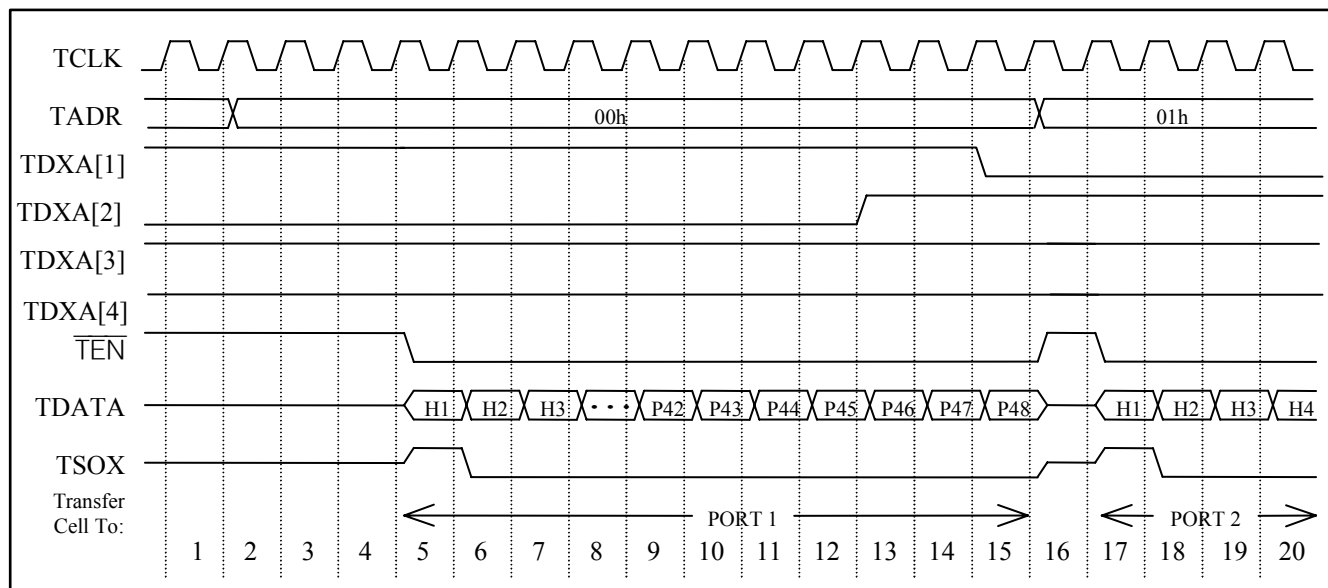 TCLK
TADR 00h 01h
TDXA[1]
TDXA[2]
TDXA[3]
TDXA[4]
TEN
TDATA H1 H2 H3 • • • P42 P43 P44 P45 P46 P47 P48 H1 H2 H3 H4
TSOX
Transfer
Cell To: PORT 1 PORT 2
1 2 3 4 5 6 7 8 9 10 11 12 13 14 15 16 17 18 19 20